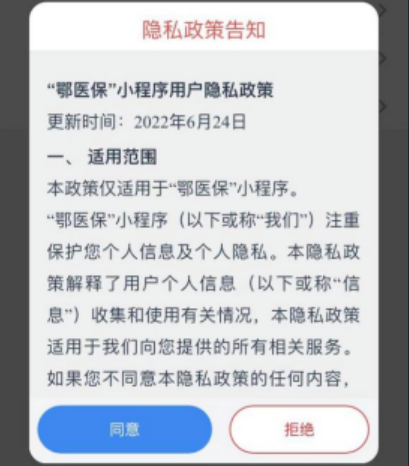 隐私政策告知
“鄂医保”小程序用户隐私政策
更新时间：2022年6月24日
一、 适用范围
本政策仅适用于“鄂医保”小程序。
“鄂医保”小程序（以下或称“我们”）注重
保护您个人信息及个人隐私。本隐私政
策解释了用户个人信息（以下或称“信
息”）收集和使用有关情况，本隐私政策
适用于我们向您提供的所有相关服务。
如果您不同意本隐私政策的任何内容，
同意
拒绝